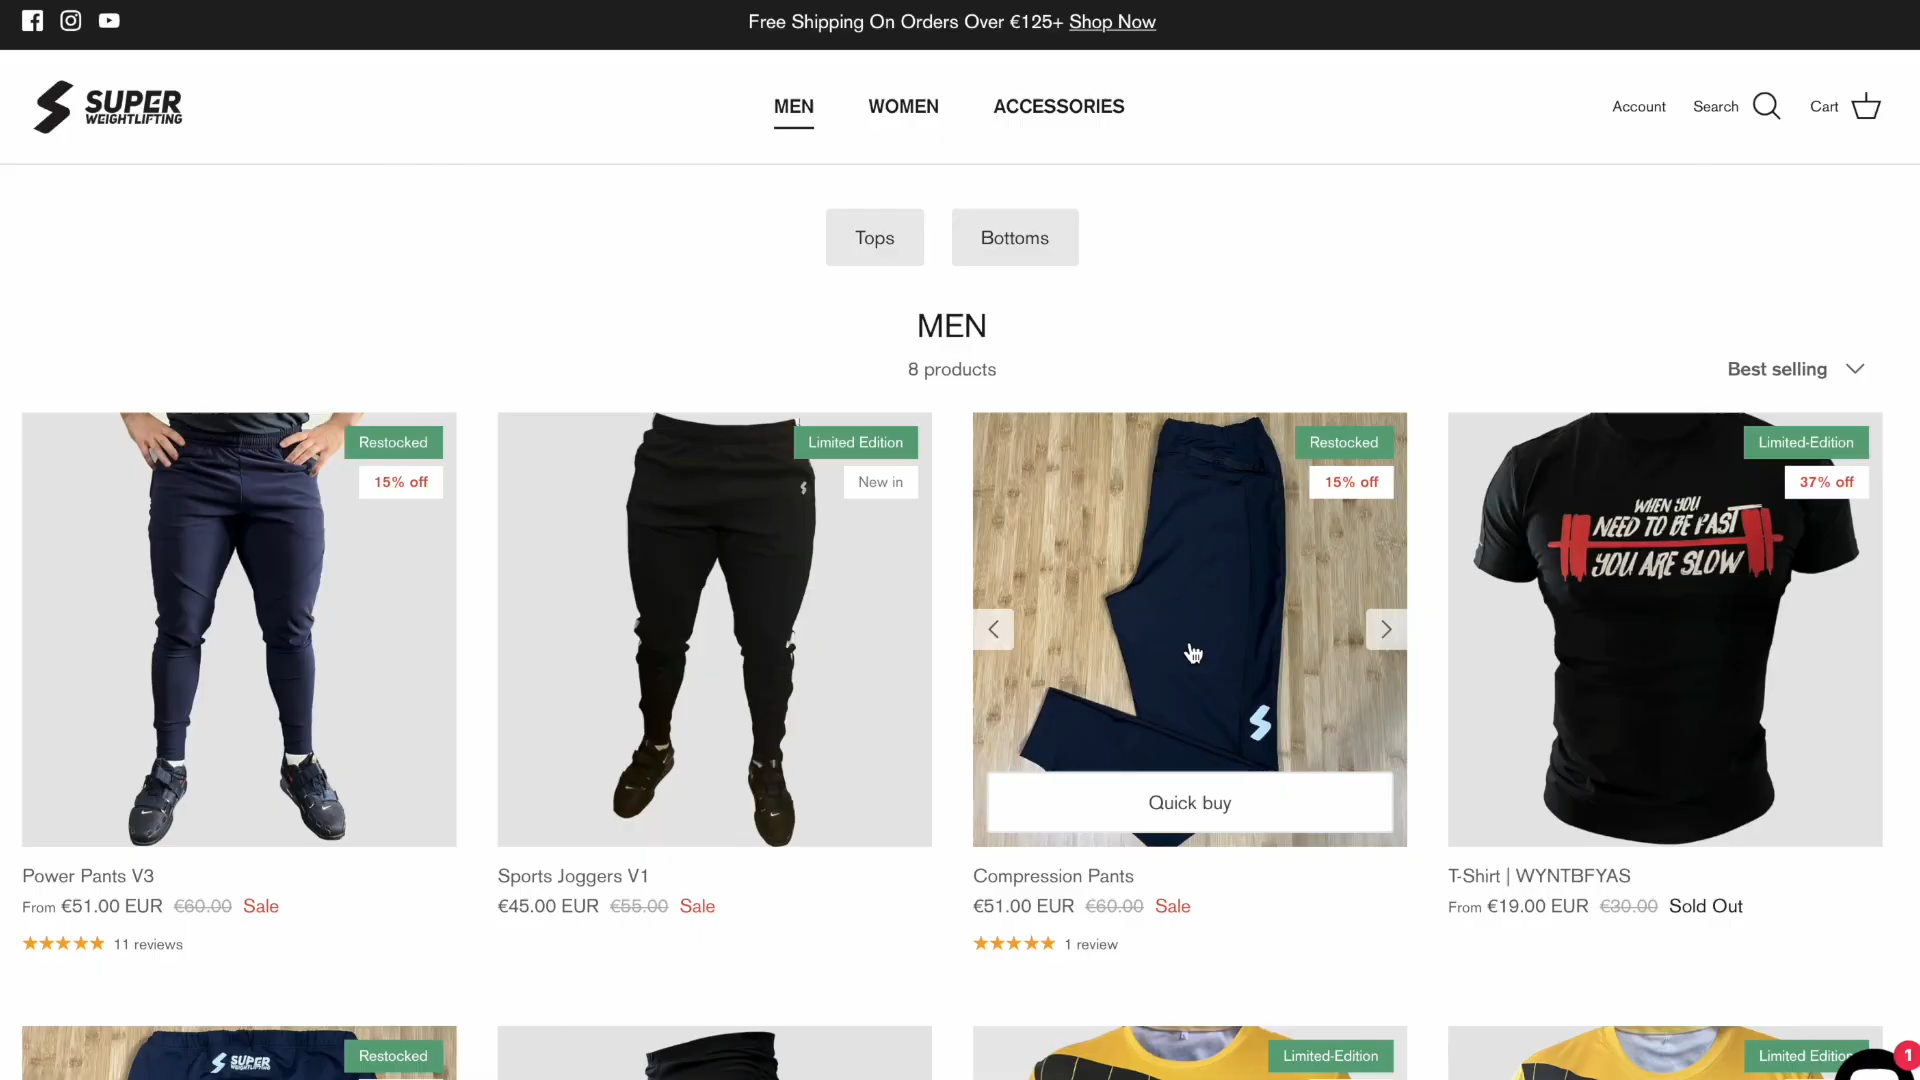 Free Shipping On Orders Over €125+ Shop Now
SUPER
WEIGHTLIFTING
MEN
WOMEN
ACCESSORIES
Account
Search
Cart
Tops
Bottoms
MEN
8 products
Best selling
Restocked
15% off
Limited Edition
New in
Restocked
15% off
Limited-Edition
37% off
WHEN YOU
NEED TO BE FAST
YOU ARE SLOW
Quick buy
Power Pants V3
From €51.00 EUR €60.00 Sale
11 reviews
Sports Joggers V1
€45.00 EUR €55.00 Sale
Compression Pants
€51.00 EUR €60.00 Sale
1 review
T-Shirt | WYNTBFYAS
From €19.00 EUR €30.00 Sold Out
SUPER
WEIGHTLIFTING
Restocked
Limited-Edition
Limited Edition
1